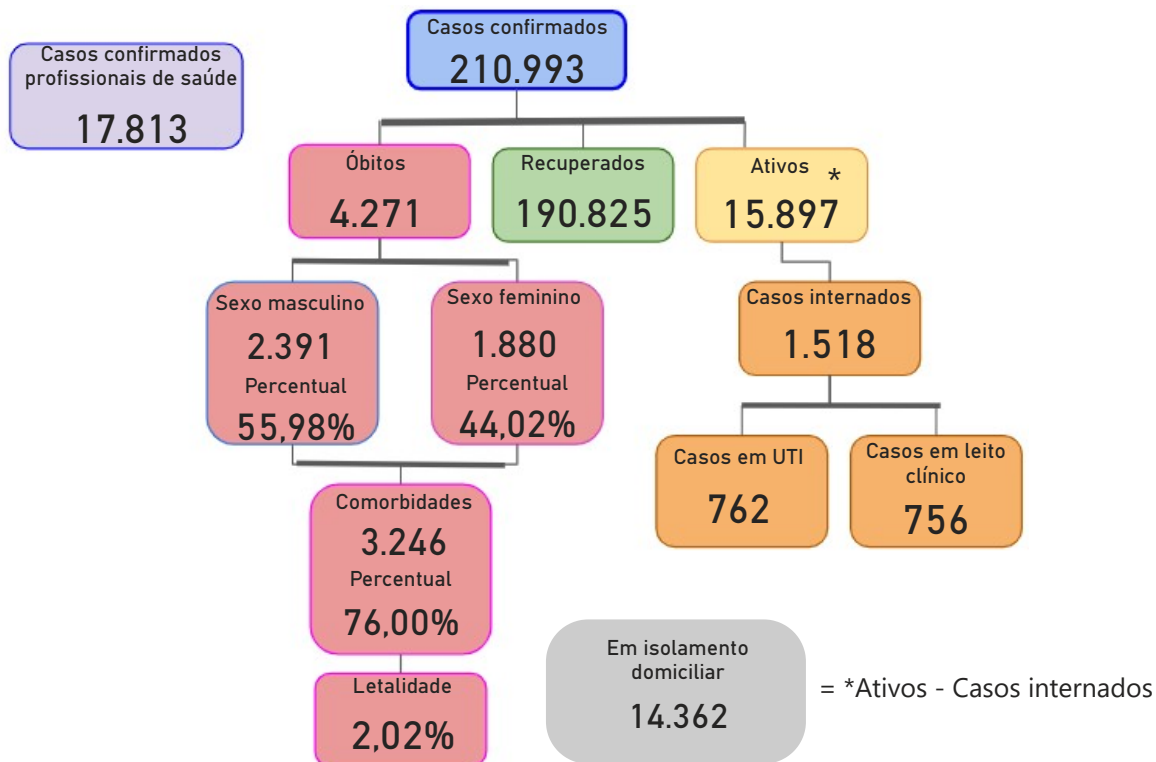 Casos confirmados
210.993
Casos confirmados
profissionais de saúde
17.813
Óbitos
4.271
Recuperados
190.825
Ativos *
15.897
Sexo masculino
2.391
Percentual
55,98%
Sexo feminino
1.880
Percentual
44,02%
Casos internados
1.518
Casos em UTI
762
Casos em leito
clínico
756
Comorbidades
3.246
Percentual
76,00%
Letalidade
2,02%
Em isolamento
domiciliar
14.362
= *Ativos - Casos internados